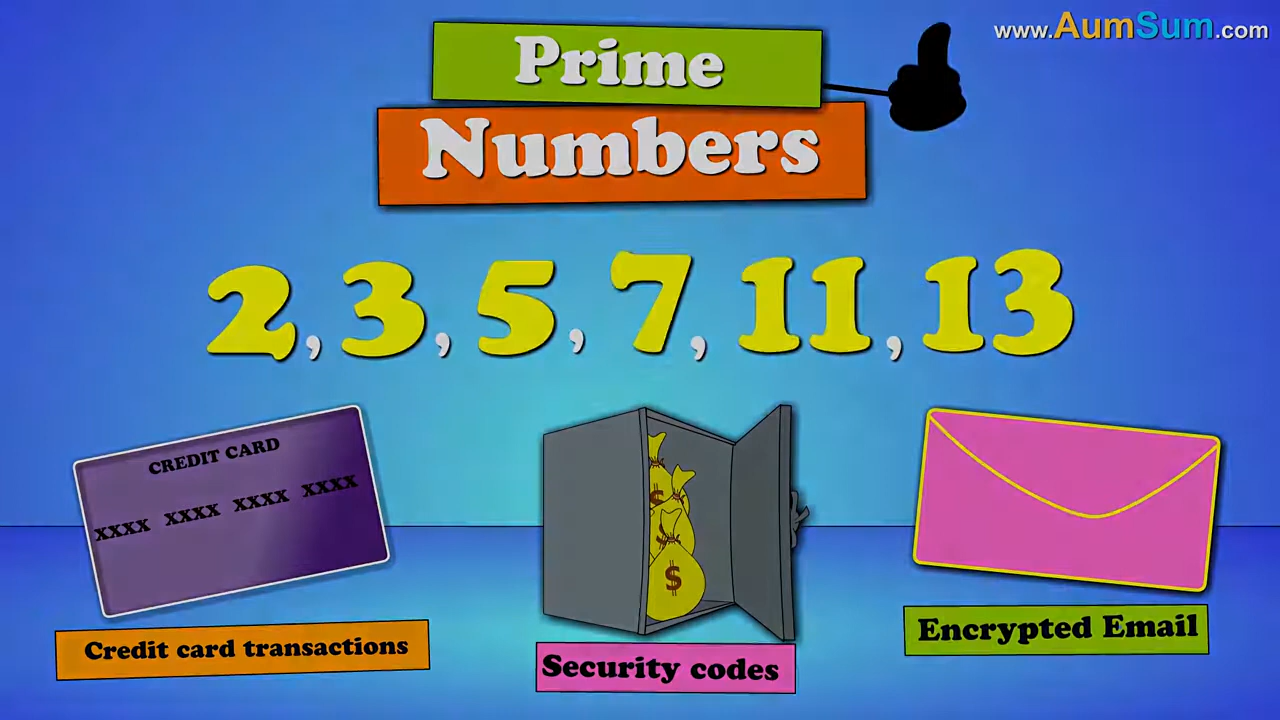 www.AumSum.com
Prime
Numbers
2, 3, 5, 7, 11, 13
CREDIT CARD
XXXX XXXX XXXX XXXX
$
$
Credit card transactions
Security codes
Encrypted Email